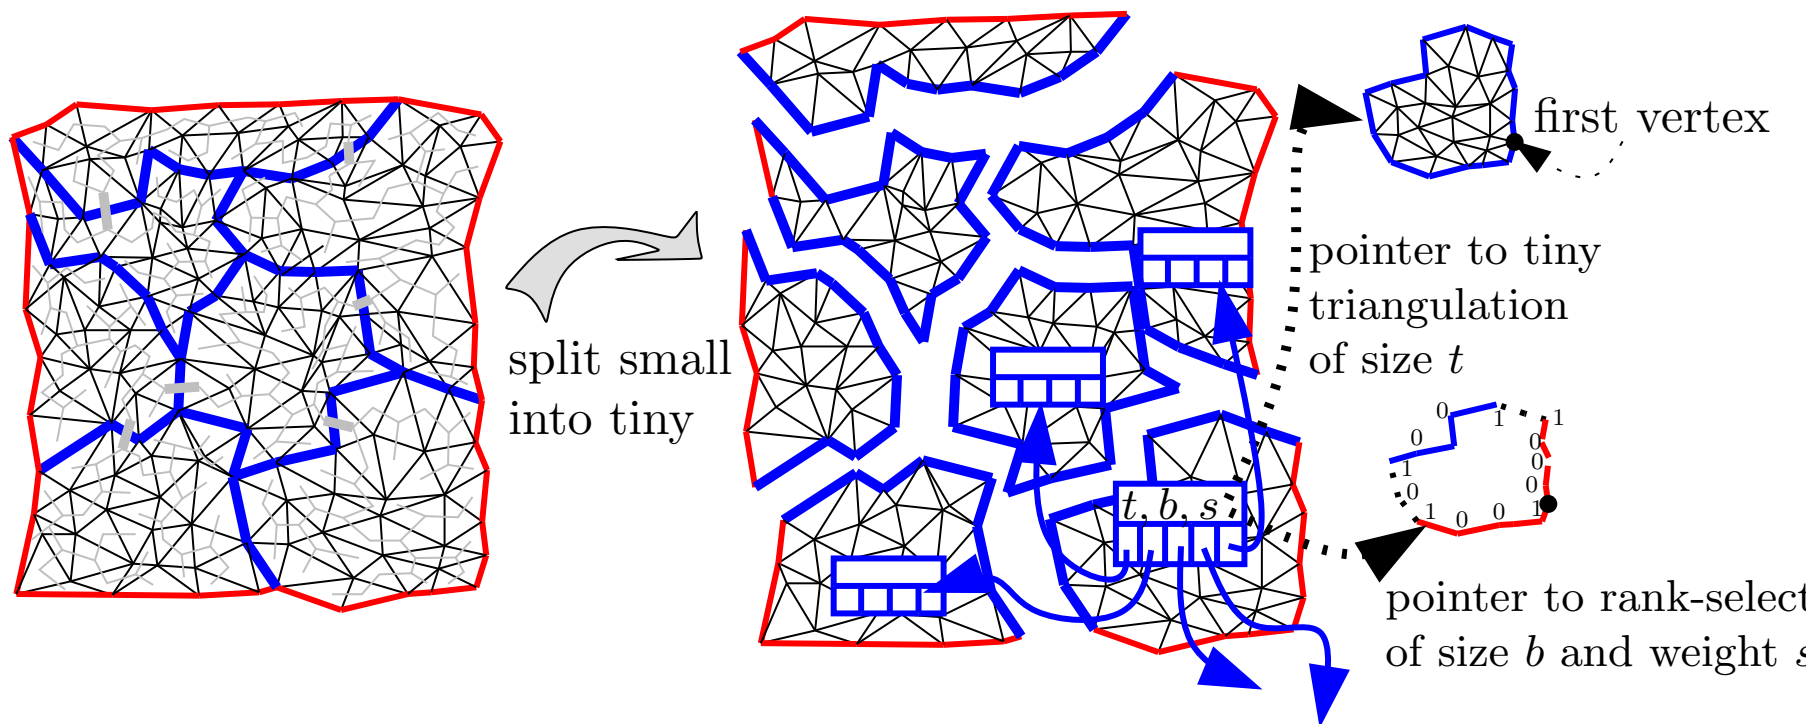 split small
into tiny
t, b, s
first vertex
pointer to tiny
triangulation
of size t
0
1
1
0
0
0
1
0
0
1
0
1
0
pointer to rank-select
of size b and weight s